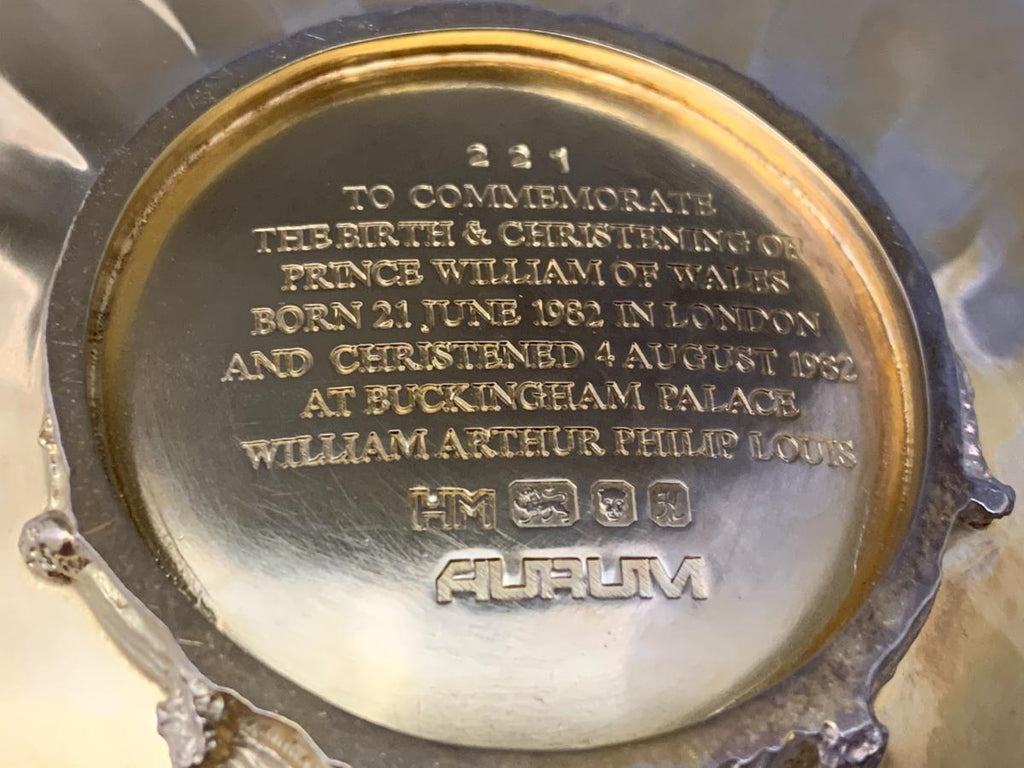 221
TO COMMEMORATE
THE BIRTH & CHRISTENING OF
PRINCE WILLIAM OF WALES
BORN 21 JUNE 1982 IN LONDON
AND CHRISTENED 4 AUGUST 1982
AT BUCKINGHAM PALACE
WILLIAM ARTHUR PHILIP LOUIS
HM
AURUM